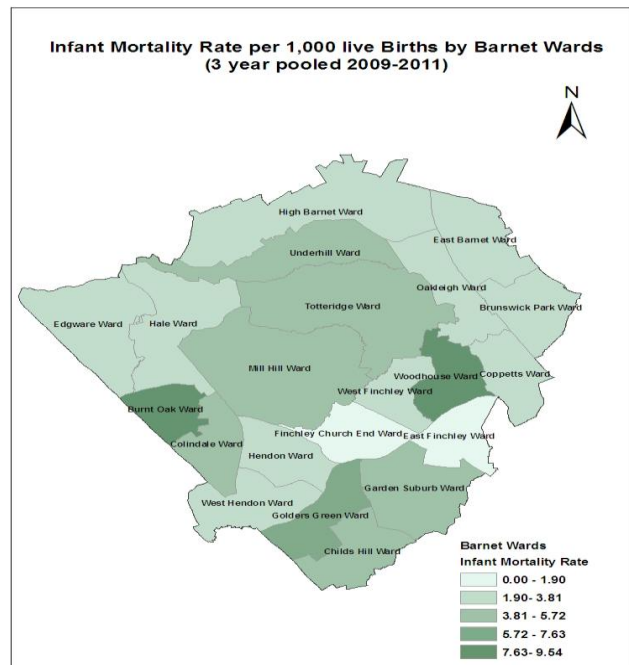 Infant Mortality Rate per 1,000 live Births by Barnet Wards
(3 year pooled 2009-2011)
N
High Barnet Ward
East Barnet Ward
Underhill Ward
Oakleigh Ward
Totteridge Ward
Brunswick Park Ward
Edgware Ward
Hale Ward
Mill Hill Ward
Woodhouse Ward
Coppetts Ward
West Finchley Ward
Burnt Oak Ward
Finchley Church End Ward
East Finchley Ward
Colindale Ward
Hendon Ward
Garden Suburb Ward
West Hendon Ward
Golders Green Ward
Childs Hill Ward
Barnet Wards
Infant Mortality Rate
0.00 - 1.90
1.90- 3.81
3.81 - 5.72
5.72 - 7.63
7.63- 9.54